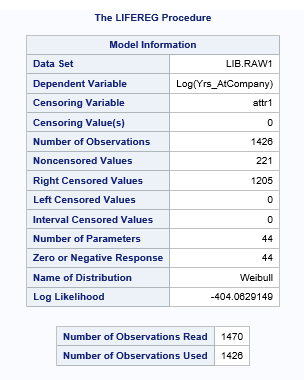 The LIFEREG Procedure
Model Information
Data Set LIB.RAW1
Dependent Variable Log(Yrs_AtCompany)
Censoring Variable attr1
Censoring Value(s) 0
Number of Observations 1426
Noncensored Values 221
Right Censored Values 1205
Left Censored Values 0
Interval Censored Values 0
Number of Parameters 44
Zero or Negative Response 44
Name of Distribution Weibull
Log Likelihood -404.0629149
Number of Observations Read 1470
Number of Observations Used 1426